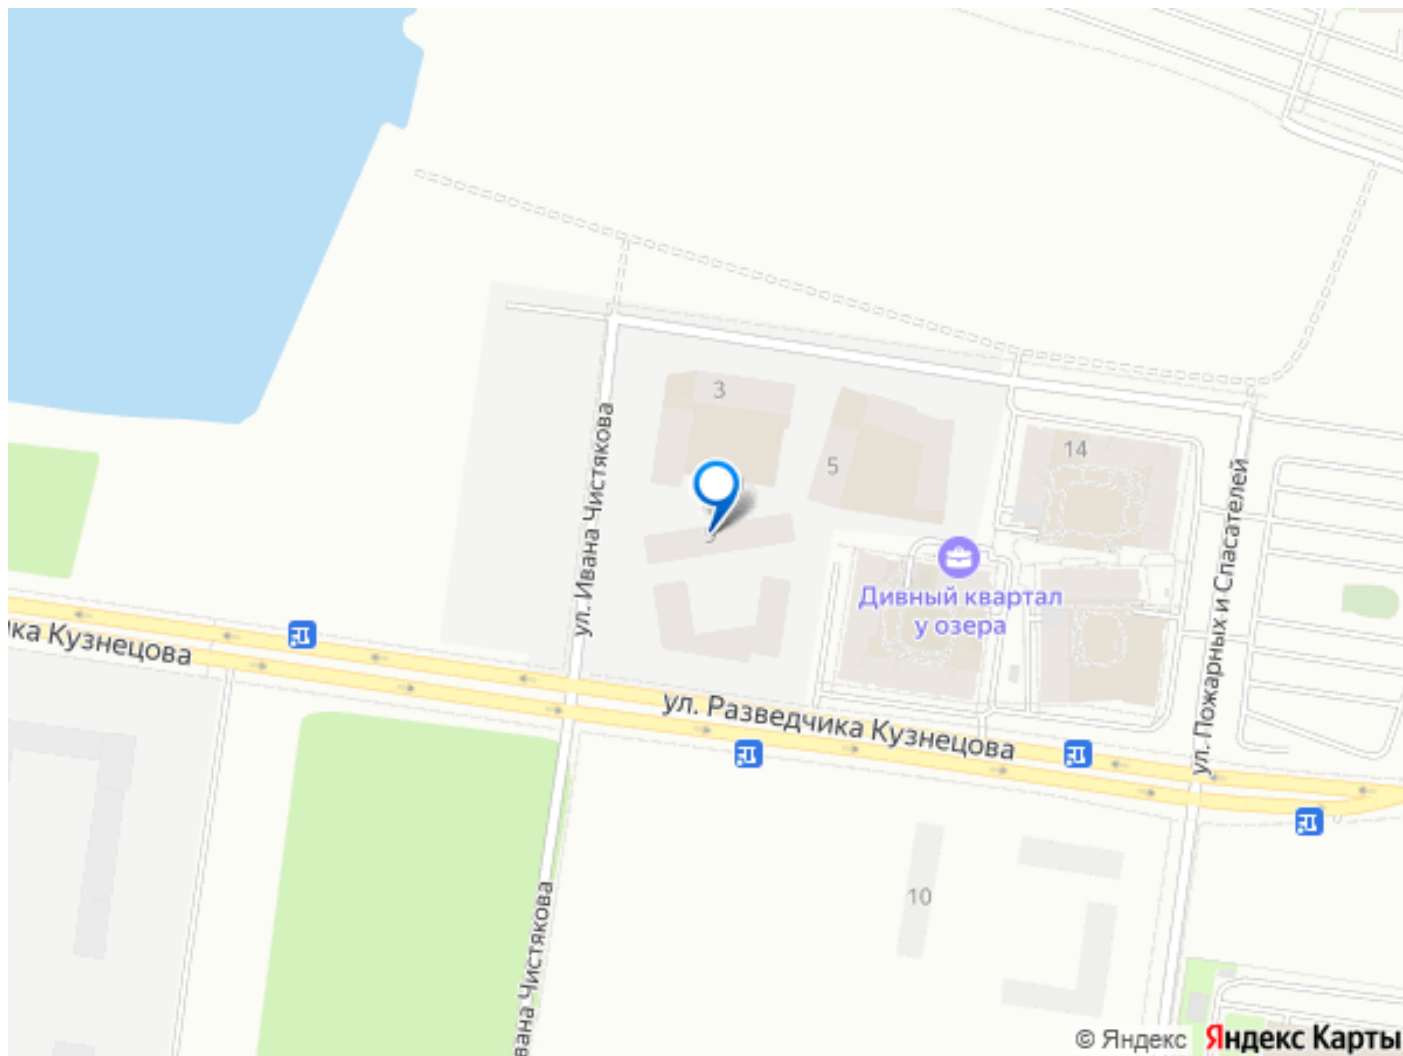 3
5
14
ул. Ивана Чистякова
Дивный квартал
у озера
ул. Пожарных и Спасателей
ка Кузнецова
ул. Разведчика Кузнецова
10
вана Чистякова
© Яндекс
Яндекс Карты